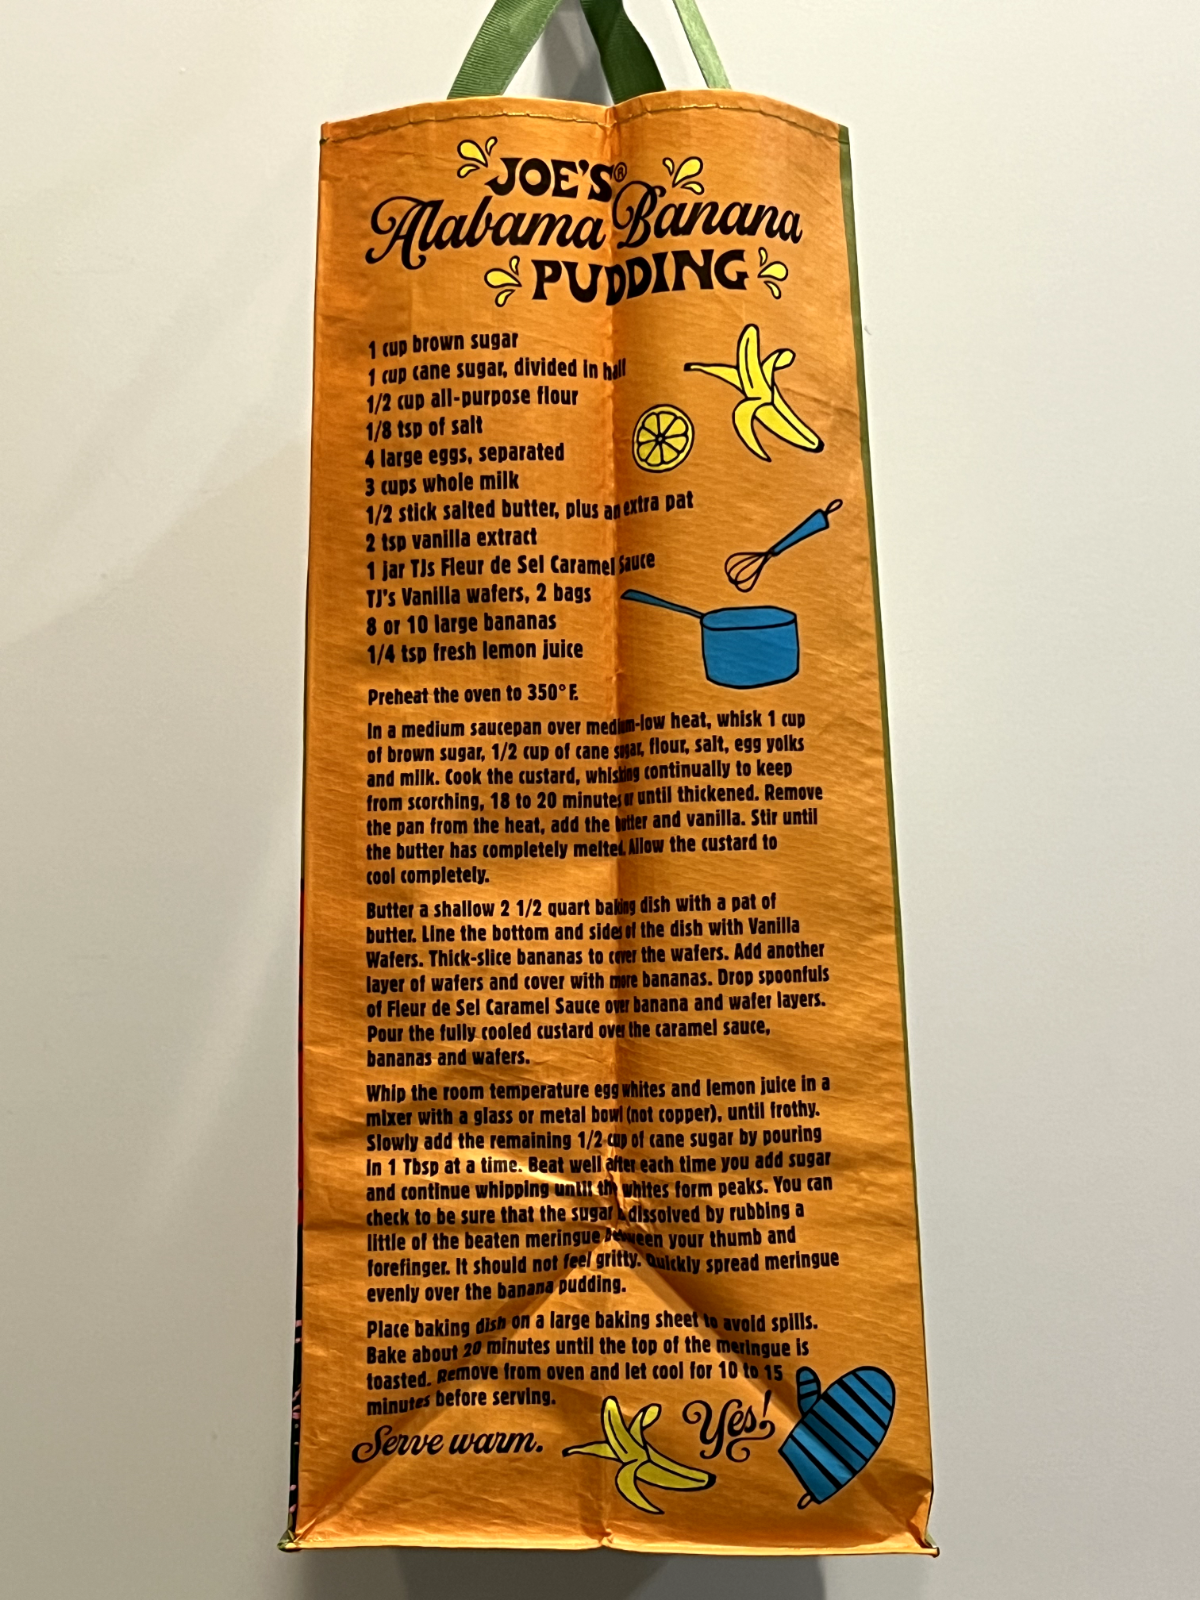 JOE'S®
Alabama Banana
PUDDING
1 cup brown sugar
1 cup cane sugar, divided in half
1/2 cup all-purpose flour
1/8 tsp of salt
4 large eggs, separated
3 cups whole milk
1/2 stick salted butter, plus an extra pat
2 tsp vanilla extract
1 jar TJs Fleur de Sel Caramel Sauce
TJ's Vanilla wafers, 2 bags
8 or 10 large bananas
1/4 tsp fresh lemon juice
Preheat the oven to 350°F.
In a medium saucepan over medium-low heat, whisk 1 cup
of brown sugar, 1/2 cup of cane sugar, flour, salt, egg yolks
and milk. Cook the custard, whisking continually to keep
from scorching, 18 to 20 minutes or until thickened. Remove
the pan from the heat, add the butter and vanilla. Stir until
the butter has completely melted. Allow the custard to
cool completely.
Butter a shallow 2 1/2 quart baking dish with a pat of
butter. Line the bottom and sides of the dish with Vanilla
Wafers. Thick-slice bananas to cover the wafers. Add another
layer of wafers and cover with more bananas. Drop spoonfuls
of Fleur de Sel Caramel Sauce over banana and wafer layers.
Pour the fully cooled custard over the caramel sauce,
bananas and wafers.
Whip the room temperature egg whites and lemon juice in a
mixer with a glass or metal bowl (not copper), until frothy.
Slowly add the remaining 1/2 cup of cane sugar by pouring
in 1 Tbsp at a time. Beat well after each time you add sugar
and continue whipping until the whites form peaks. You can
check to be sure that the sugar is dissolved by rubbing a
little of the beaten meringue between your thumb and
forefinger. It should not feel gritty. Quickly spread meringue
evenly over the banana pudding.
Place baking dish on a large baking sheet to avoid spills.
Bake about 20 minutes until the top of the meringue is
toasted. Remove from oven and let cool for 10 to 15
minutes before serving.
Serve warm.
Yes!